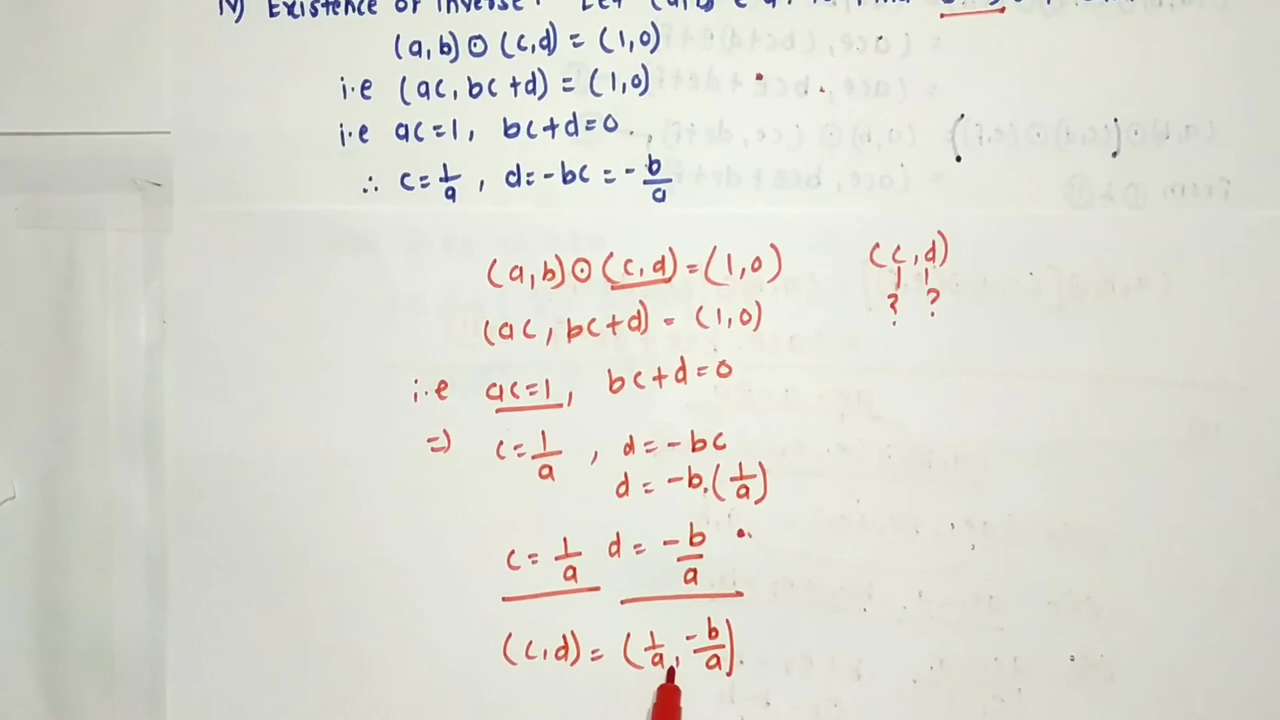 IV) Existence of inverse : Let (a,b)
(a,b)⊙(c,d) = (1,0)
i.e (ac, bc+d) = (1,0)
i.e ac=1, bc+d=0
∴ c=1/a , d=-bc = -b/a
(a,b)⊙(c,d)=(1,0) (c,d)
(ac, bc+d) = (1,0) ? ?
i.e ac=1, bc+d=0
=) c=1/a , d=-bc
d = -b.(1/a)
c=1/a d = -b/a
(c,d) = (1/a, -b/a)